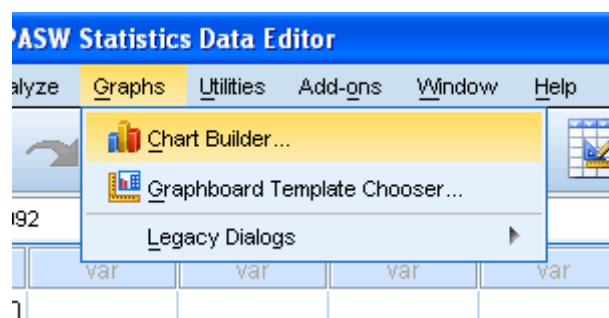 PASW Statistics Data Editor
alyze Graphs Utilities Add-ons Window Help
Chart Builder...
Graphboard Template Chooser...
092
Legacy Dialogs
var var var var